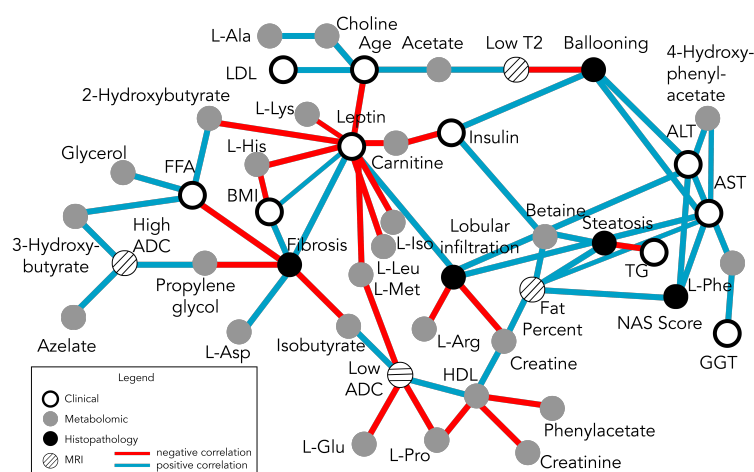 Choline
L-Ala
Age
Acetate
Low T2
Ballooning
4-Hydroxy-
phenyl-
acetate
LDL
2-Hydroxybutyrate
L-Lys
Leptin
Insulin
ALT
Glycerol
L-His
Carnitine
FFA
AST
BMI
Betaine
Steatosis
High
ADC
L-Iso
Lobular
infiltration
3-Hydroxy-
butyrate
Fibrosis
L-Leu
TG
Propylene
glycol
L-Met
L-Phe
Fat
Percent
NAS Score
Azelate
L-Asp
Isobutyrate
L-Arg
Creatine
GGT
Low
ADC
HDL
Legend
Clinical
Metabolomic
Histopathology
MRI
negative correlation
positive correlation
L-Glu
L-Pro
Phenylacetate
Creatinine